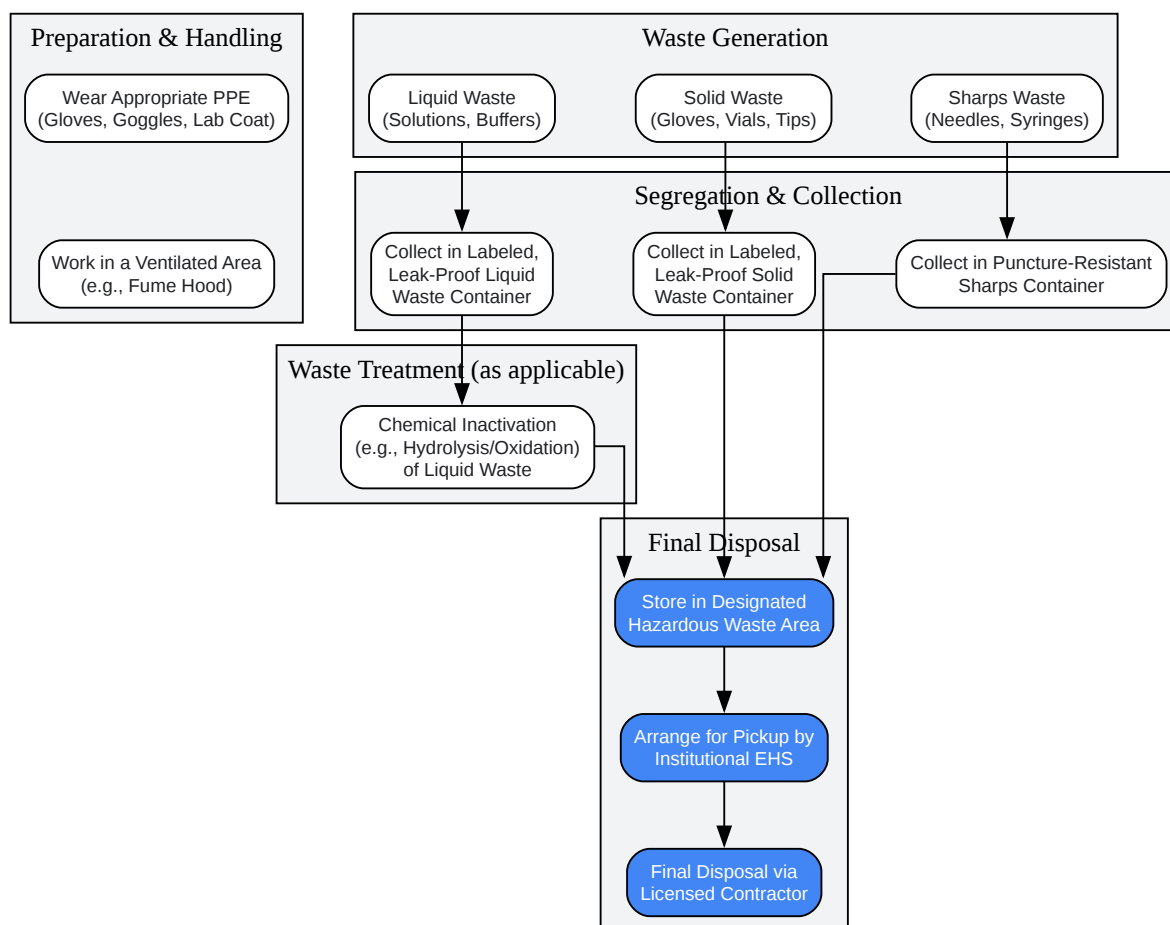 Preparation & Handling
Wear Appropriate PPE
(Gloves, Goggles, Lab Coat)
Work in a Ventilated Area
(e.g., Fume Hood)
Waste Generation
Liquid Waste
(Solutions, Buffers)
Solid Waste
(Gloves, Vials, Tips)
Sharps Waste
(Needles, Syringes)
Segregation & Collection
Collect in Labeled,
Leak-Proof Liquid
Waste Container
Collect in Labeled,
Leak-Proof Solid
Waste Container
Collect in Puncture-Resistant
Sharps Container
Waste Treatment (as applicable)
Chemical Inactivation
(e.g., Hydrolysis/Oxidation)
of Liquid Waste
Final Disposal
Store in Designated
Hazardous Waste Area
Arrange for Pickup by
Institutional EHS
Final Disposal via
Licensed Contractor